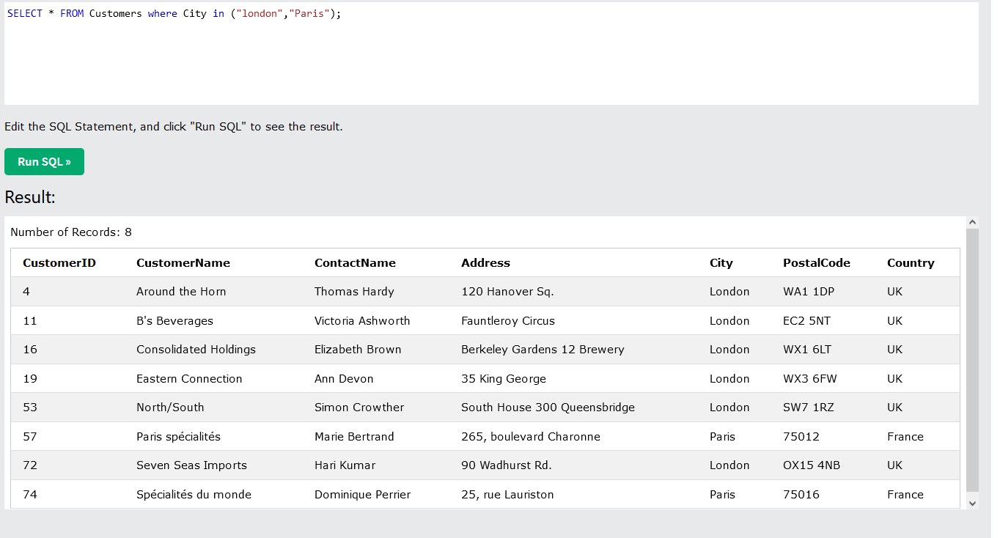 SELECT * FROM Customers where City in ("london","Paris");
Edit the SQL Statement, and click "Run SQL" to see the result.
Run SQL »
Result:
Number of Records: 8
CustomerID CustomerName ContactName Address City PostalCode Country
4 Around the Horn Thomas Hardy 120 Hanover Sq. London WA1 1DP UK
11 B's Beverages Victoria Ashworth Fauntleroy Circus London EC2 5NT UK
16 Consolidated Holdings Elizabeth Brown Berkeley Gardens 12 Brewery London WX1 6LT UK
19 Eastern Connection Ann Devon 35 King George London WX3 6FW UK
53 North/South Simon Crowther South House 300 Queensbridge London SW7 1RZ UK
57 Paris spécialités Marie Bertrand 265, boulevard Charonne Paris 75012 France
72 Seven Seas Imports Hari Kumar 90 Wadhurst Rd. London OX15 4NB UK
74 Spécialités du monde Dominique Perrier 25, rue Lauriston Paris 75016 France